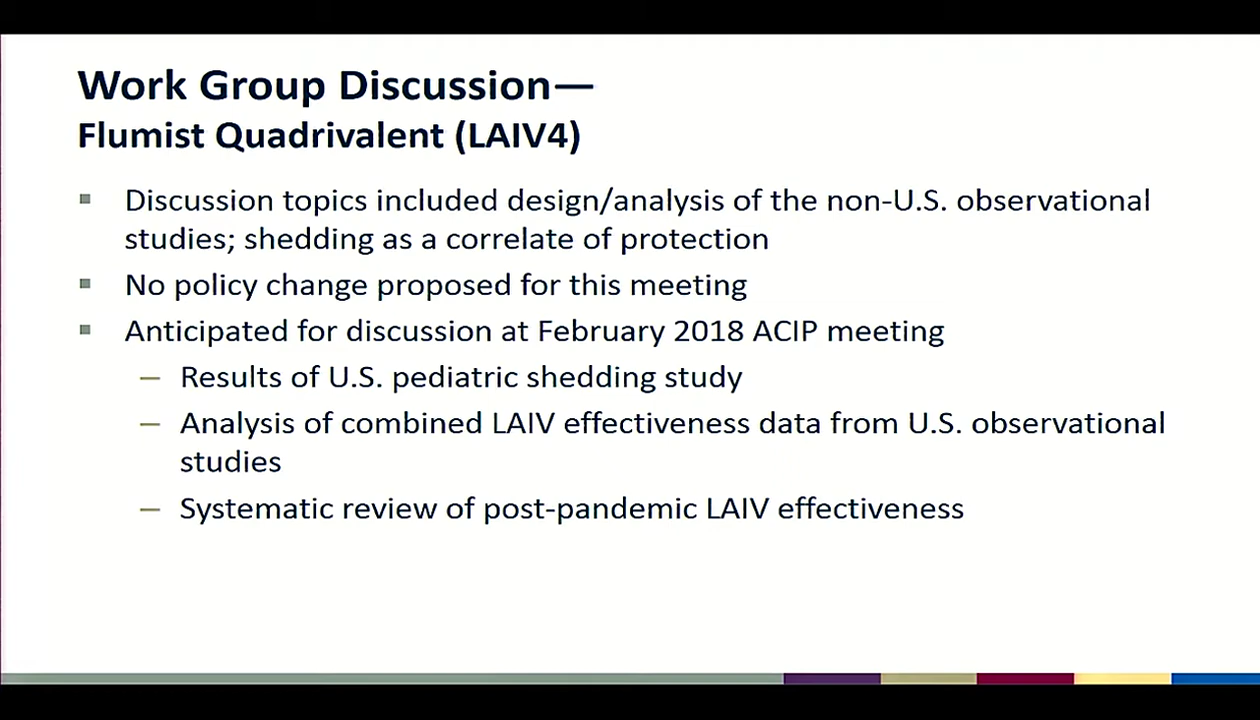 Work Group Discussion—
Flumist Quadrivalent (LAIV4)
Discussion topics included design/analysis of the non-U.S. observational
studies; shedding as a correlate of protection
No policy change proposed for this meeting
Anticipated for discussion at February 2018 ACIP meeting
— Results of U.S. pediatric shedding study
— Analysis of combined LAIV effectiveness data from U.S. observational
studies
— Systematic review of post-pandemic LAIV effectiveness